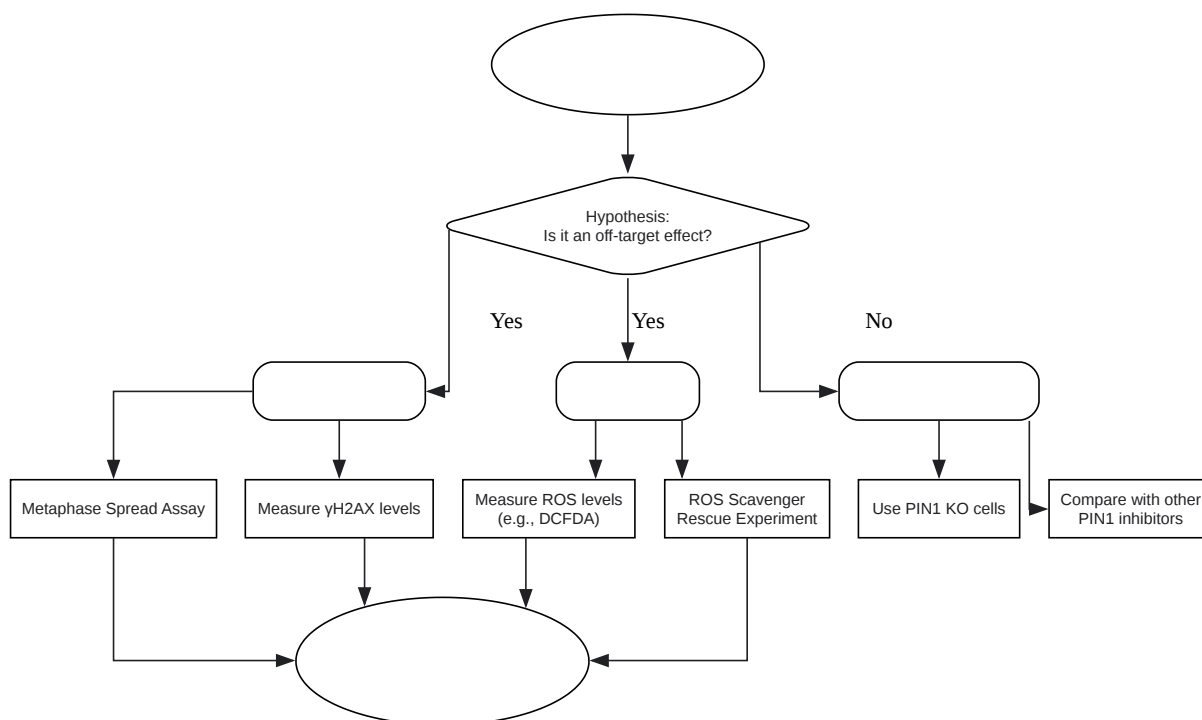 Hypothesis:
Is it an off-target effect?
Yes
Yes
No
Metaphase Spread Assay
Measure γH2AX levels
Measure ROS levels
(e.g., DCFDA)
ROS Scavenger
Rescue Experiment
Use PIN1 KO cells
Compare with other
PIN1 inhibitors